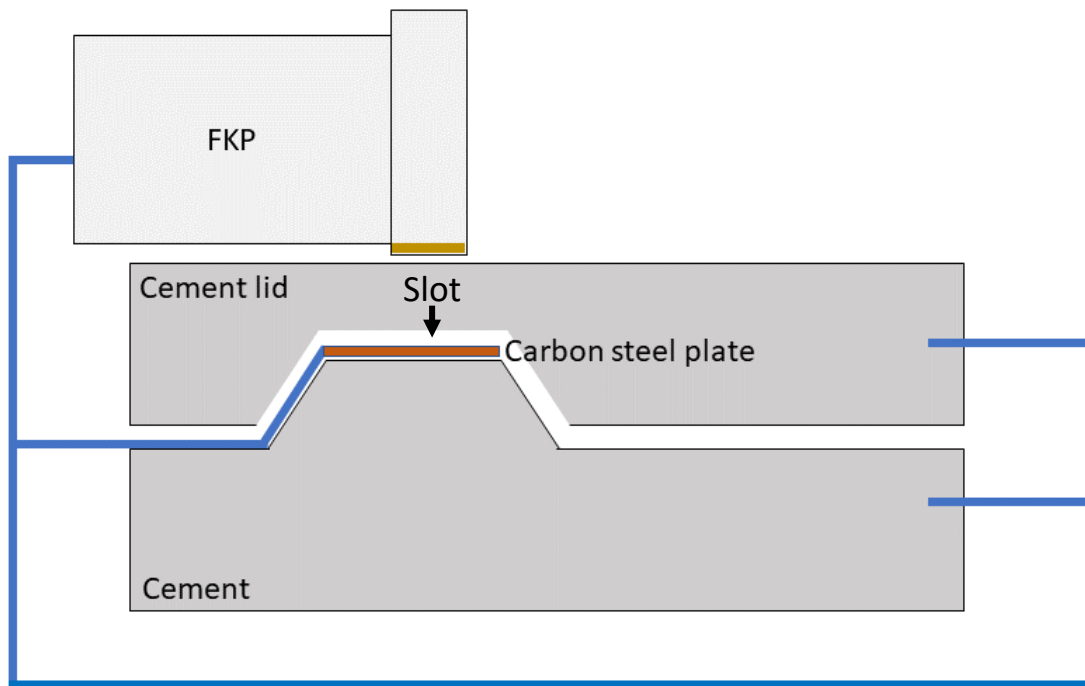 FKP
Cement lid
Slot
Carbon steel plate
Cement